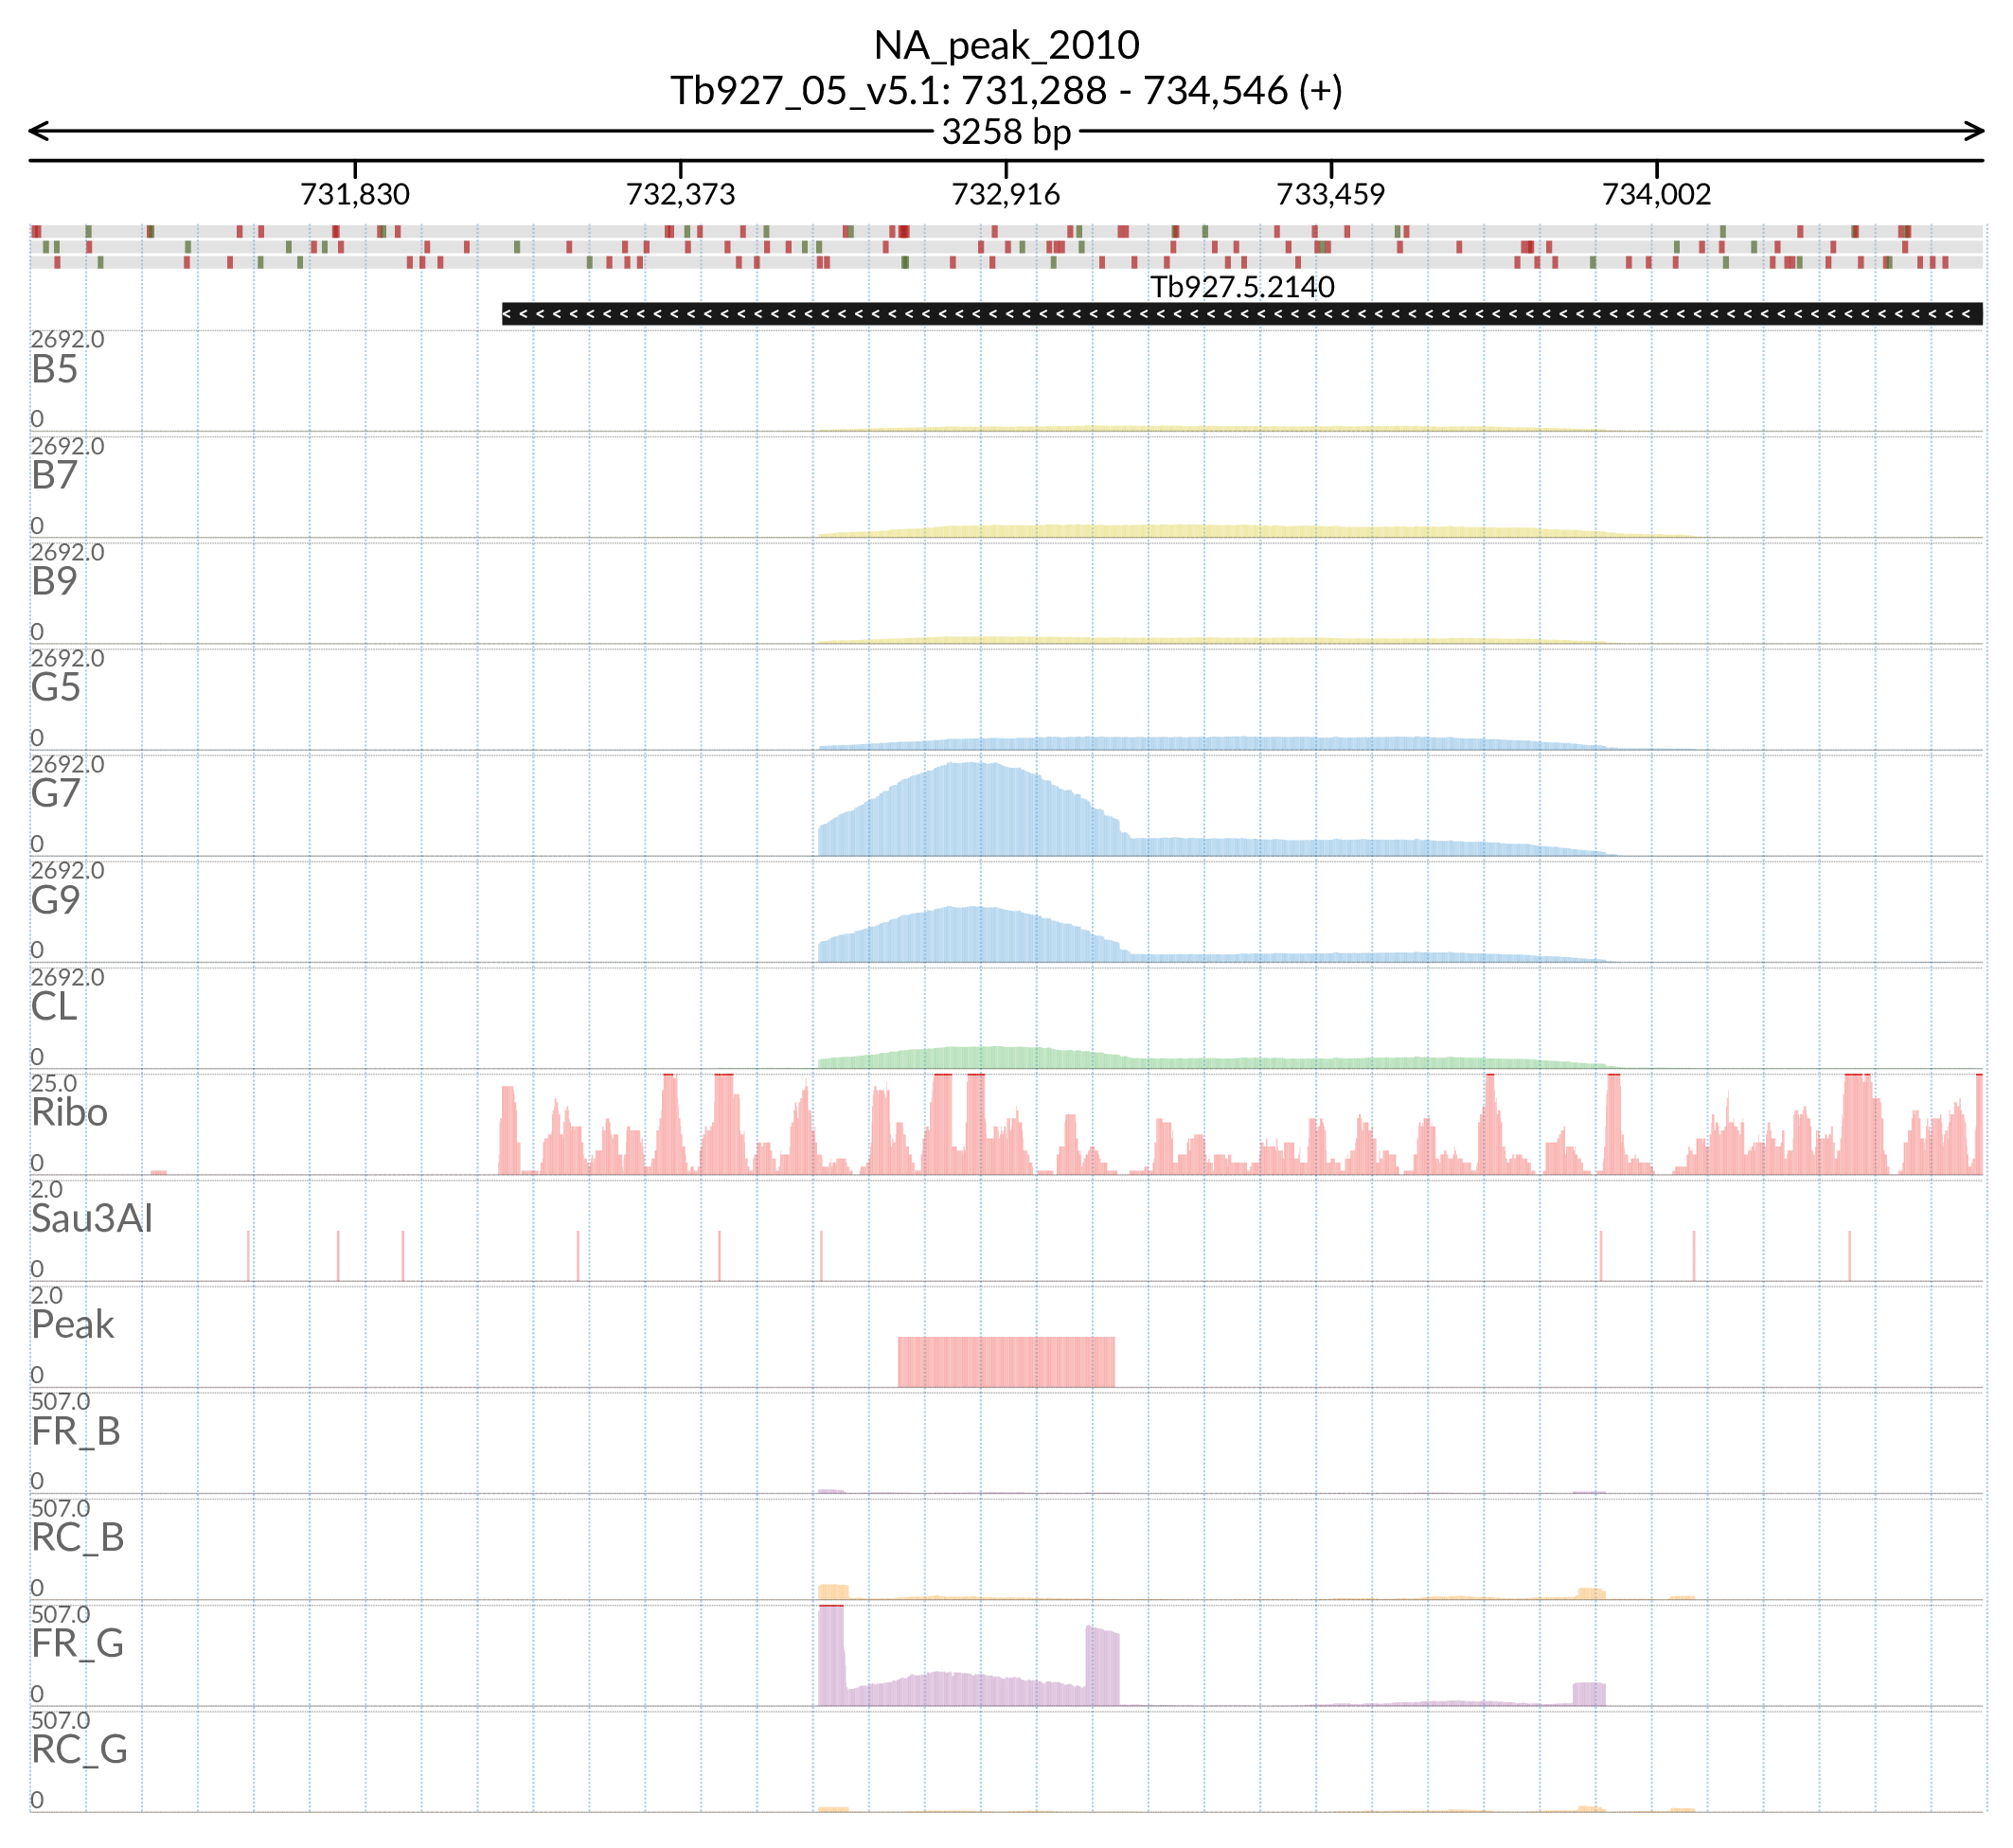 NA_peak_2010
Tb927_05_v5.1: 731,288 - 734,546 (+)
3258 bp
731,830 732,373 732,916 733,459 734,002
Tb927.5.2140
2692.0
B5
0
2692.0
B7
0
2692.0
B9
0
2692.0
G5
0
2692.0
G7
0
2692.0
G9
0
2692.0
CL
0
25.0
Ribo
0
2.0
Sau3AI
0
2.0
Peak
0
507.0
FR_B
0
507.0
RC_B
0
507.0
FR_G
0
507.0
RC_G
0